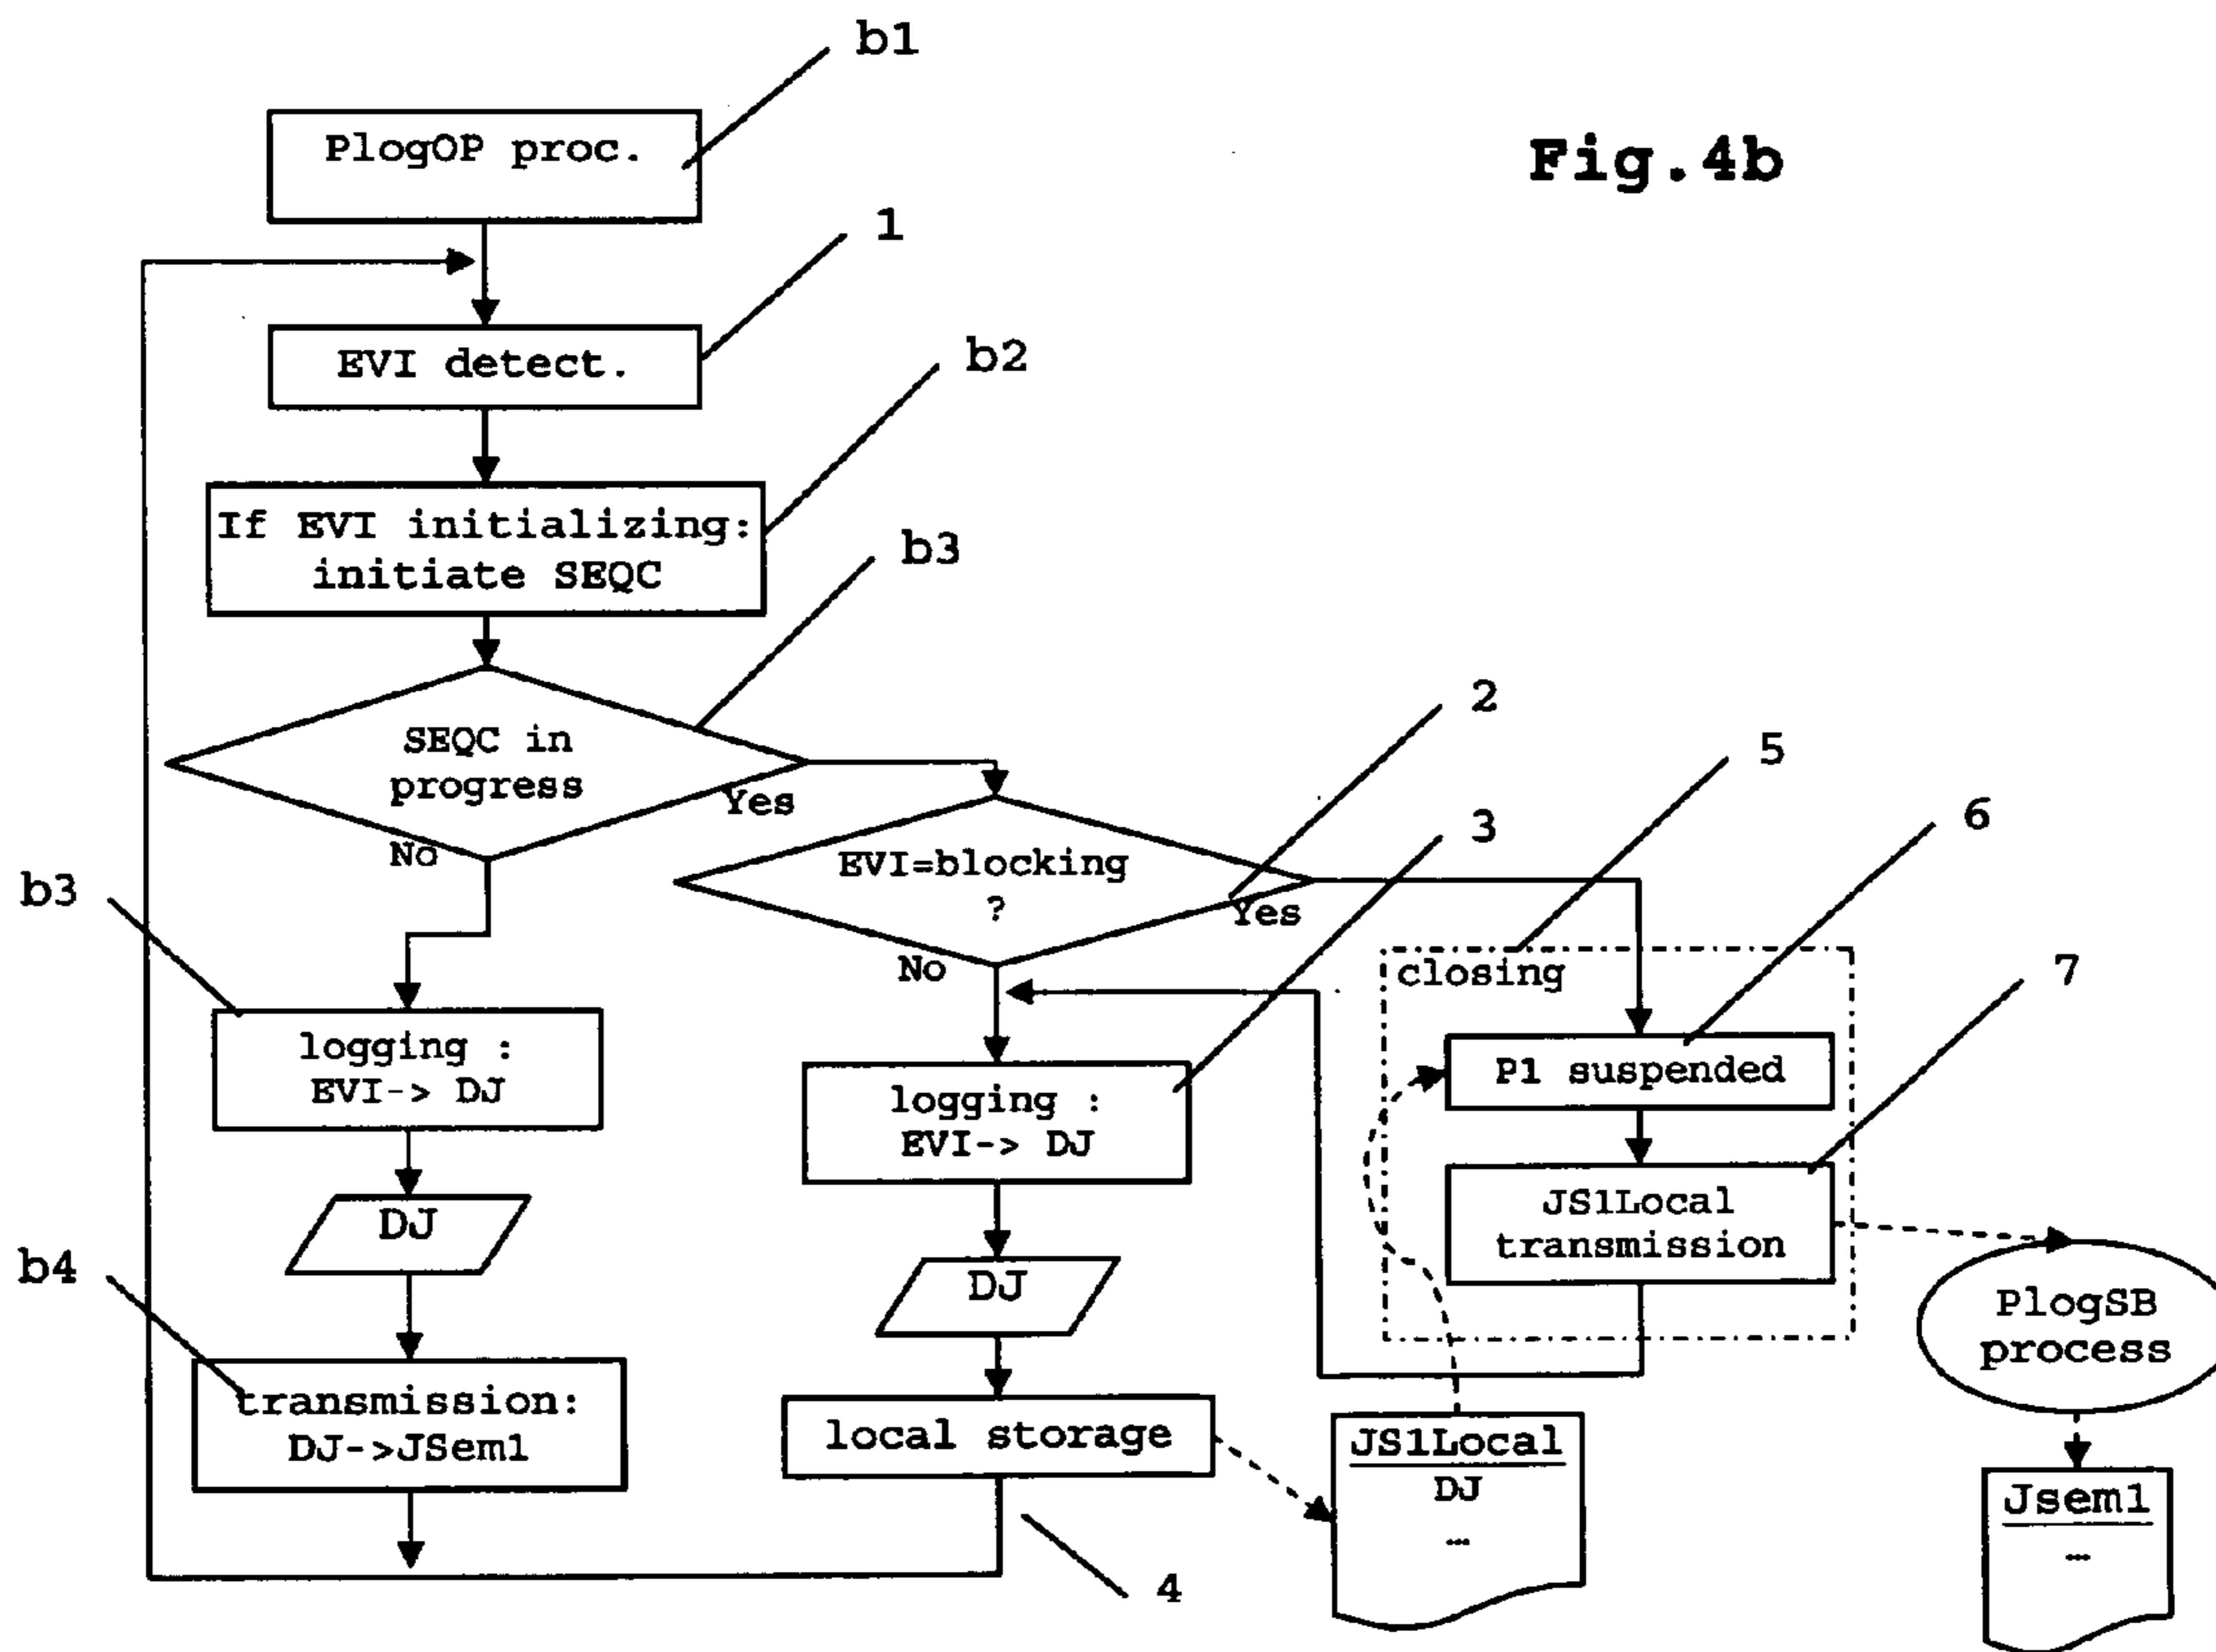 b1
Fig.4b
PlogOP proc.
1
EVI detect.
b2
If EVI initializing:
initiate SEQC
b3
SEQC in
progress
Yes
No
2
5
3
6
EVI=blocking
?
Yes
No
b3
closing
7
logging :
EVI-> DJ
P1 suspended
logging :
EVI-> DJ
JS1Local
transmission
DJ
b4
DJ
PlogSB
process
transmission:
DJ->JSem1
local storage
JS1Local
DJ
…
Jsem1
…
4